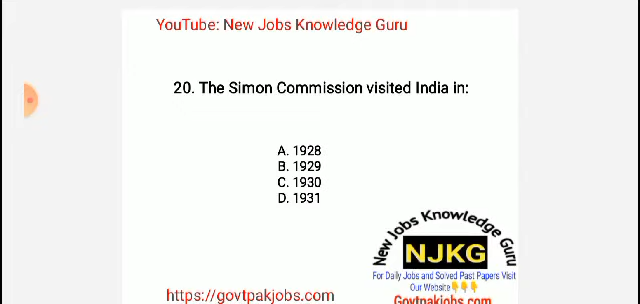 YouTube: New Jobs Knowledge Guru
20. The Simon Commission visited India in:
A. 1928
B. 1929
C. 1930
D. 1931
New Jobs Knowledge Guru
NJKG
For Daily Jobs and Solved Past Papers Visit
Our Website👇👇👇
https://govtpakjobs.com
Govtpakjobs.com